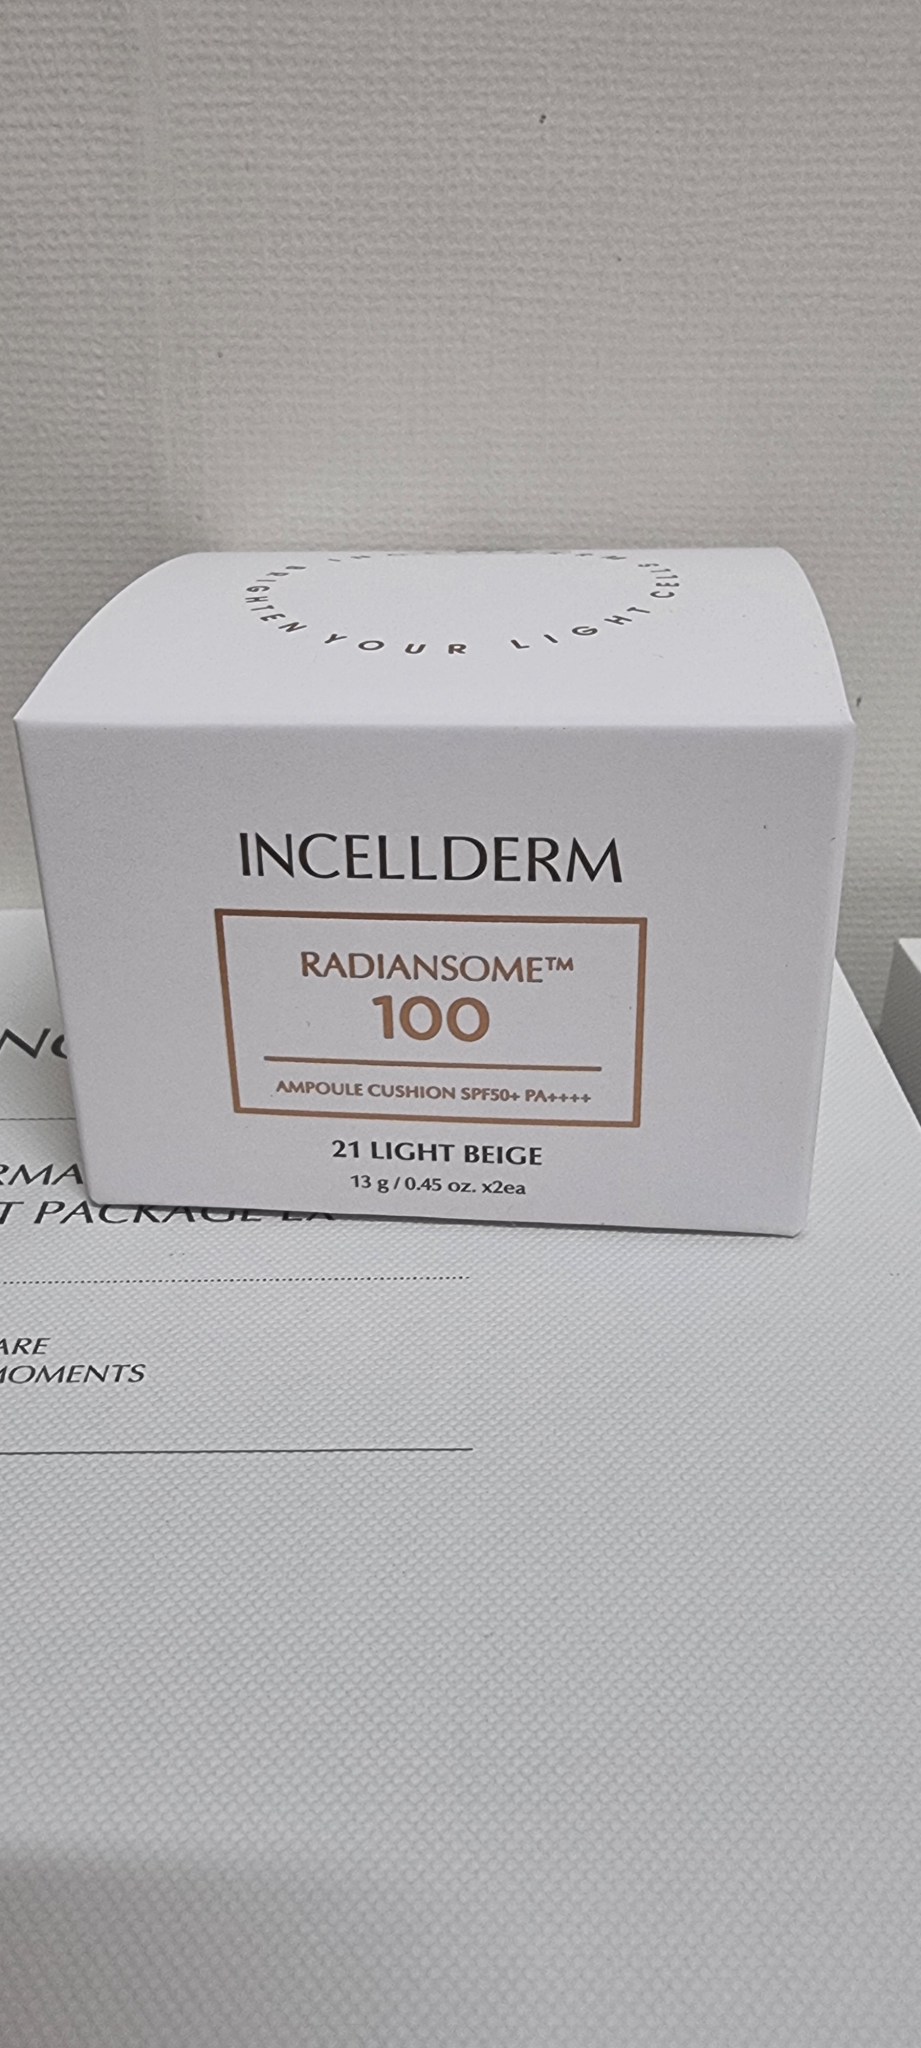 BRIGHTEN YOUR LIGHT CELLS
INCELLDERM
RADIANSOME™
100
AMPOULE CUSHION SPF50+ PA++++
21 LIGHT BEIGE
13 g / 0.45 oz. x2ea
PACKAGE
ARE
MOMENTS